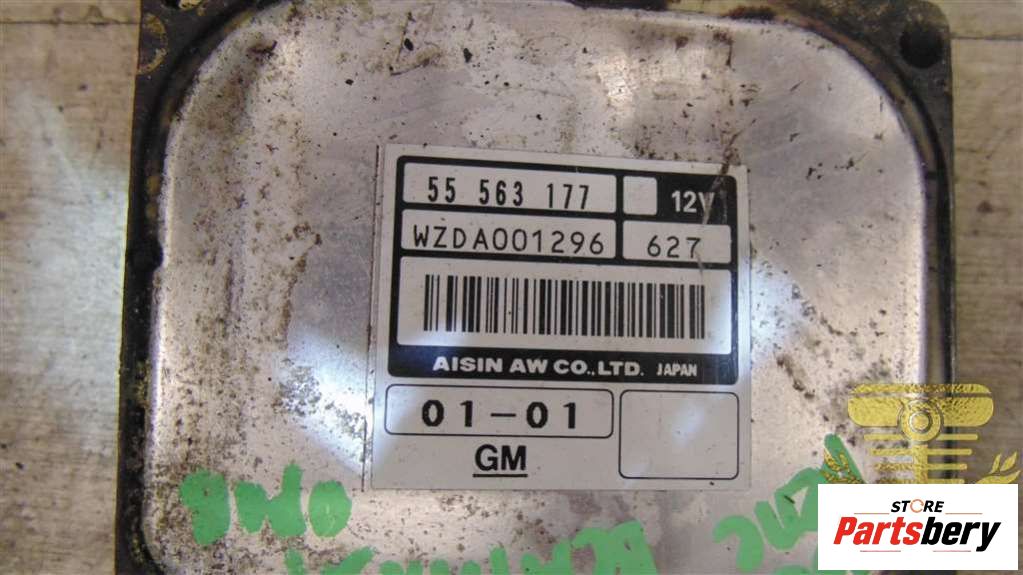 55 563 177 12V
WZDA001296 627
AISIN AW CO.,LTD. JAPAN
01-01
GM
STORE
Partsbery